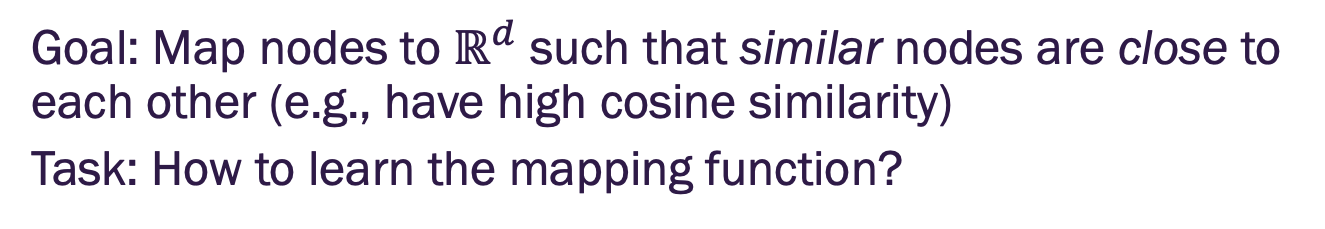 Goal: Map nodes to ℝᵈ such that similar nodes are close to
each other (e.g., have high cosine similarity)
Task: How to learn the mapping function?